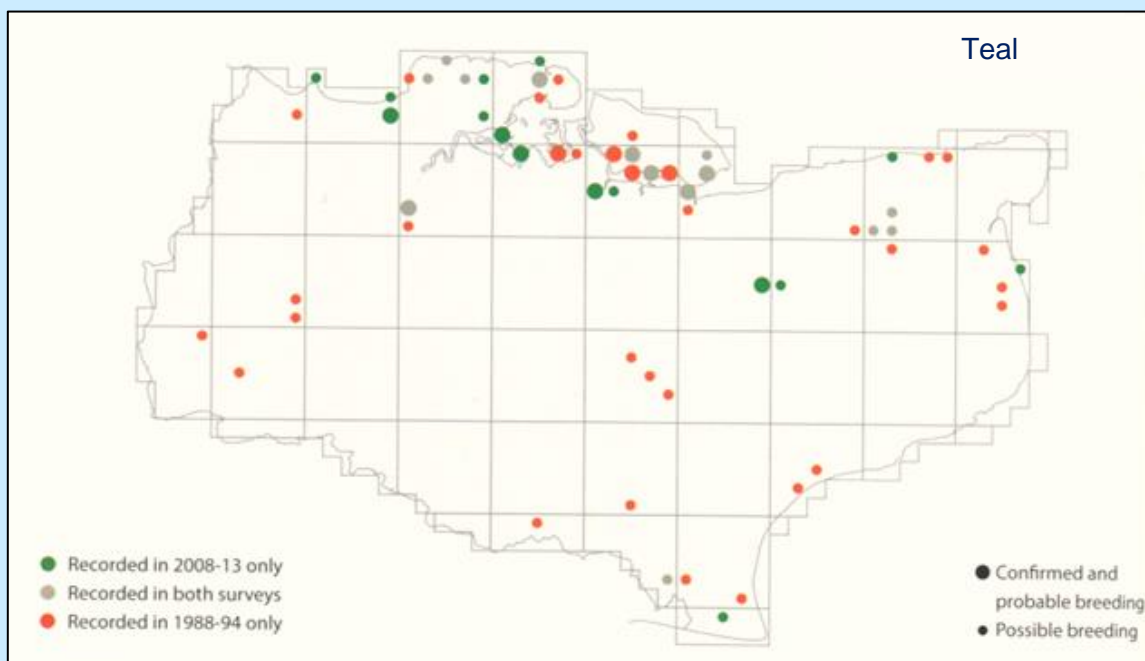 Teal
Recorded in 2008-13 only
Recorded in both surveys
Recorded in 1988-94 only
Confirmed and
probable breeding
Possible breeding